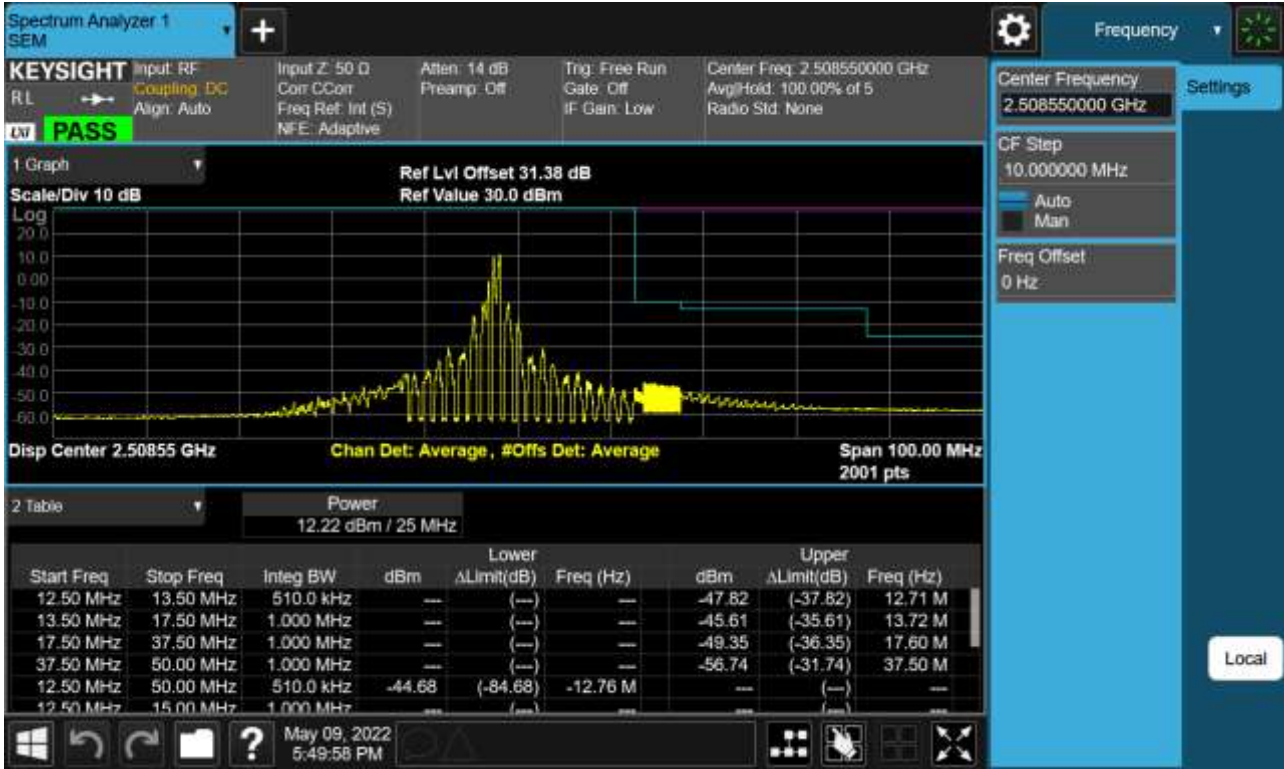 Spectrum Analyzer 1
SEM
+
Frequency
KEYSIGHT
Input: RF
Coupling: DC
Align: Auto
Input Z: 50 Ω
Corr CCorr
Freq Ref: Int (S)
NFE: Adaptive
Atten: 14 dB
Preamp: Off
Trig: Free Run
Gate: Off
IF Gain: Low
Center Freq: 2.508550000 GHz
Avg|Hold: 100.00% of 5
Radio Std: None
RL
LXI
PASS
Center Frequency
2.508550000 GHz
Settings
CF Step
10.000000 MHz
Auto
Man
Freq Offset
0 Hz
Local
1 Graph
Scale/Div 10 dB
Ref Lvl Offset 31.38 dB
Ref Value 30.0 dBm
Log
20.0
10.0
0.00
-10.0
-20.0
-30.0
-40.0
-50.0
-60.0
Disp Center 2.50855 GHz
Chan Det: Average , #Offs Det: Average
Span 100.00 MHz
2001 pts
2 Table
Power
12.22 dBm / 25 MHz
Lower Upper
Start Freq Stop Freq Integ BW dBm ΔLimit(dB) Freq (Hz) dBm ΔLimit(dB) Freq (Hz)
12.50 MHz 13.50 MHz 510.0 kHz --- (---) --- -47.82 (-37.82) 12.71 M
13.50 MHz 17.50 MHz 1.000 MHz --- (---) --- -45.61 (-35.61) 13.72 M
17.50 MHz 37.50 MHz 1.000 MHz --- (---) --- -49.35 (-36.35) 17.60 M
37.50 MHz 50.00 MHz 1.000 MHz --- (---) --- -56.74 (-31.74) 37.50 M
12.50 MHz 50.00 MHz 510.0 kHz -44.68 (-84.68) -12.76 M --- (---) ---
12.50 MHz 15.00 MHz 1.000 MHz --- (---) --- --- (---) ---
?
May 09, 2022
5:49:58 PM